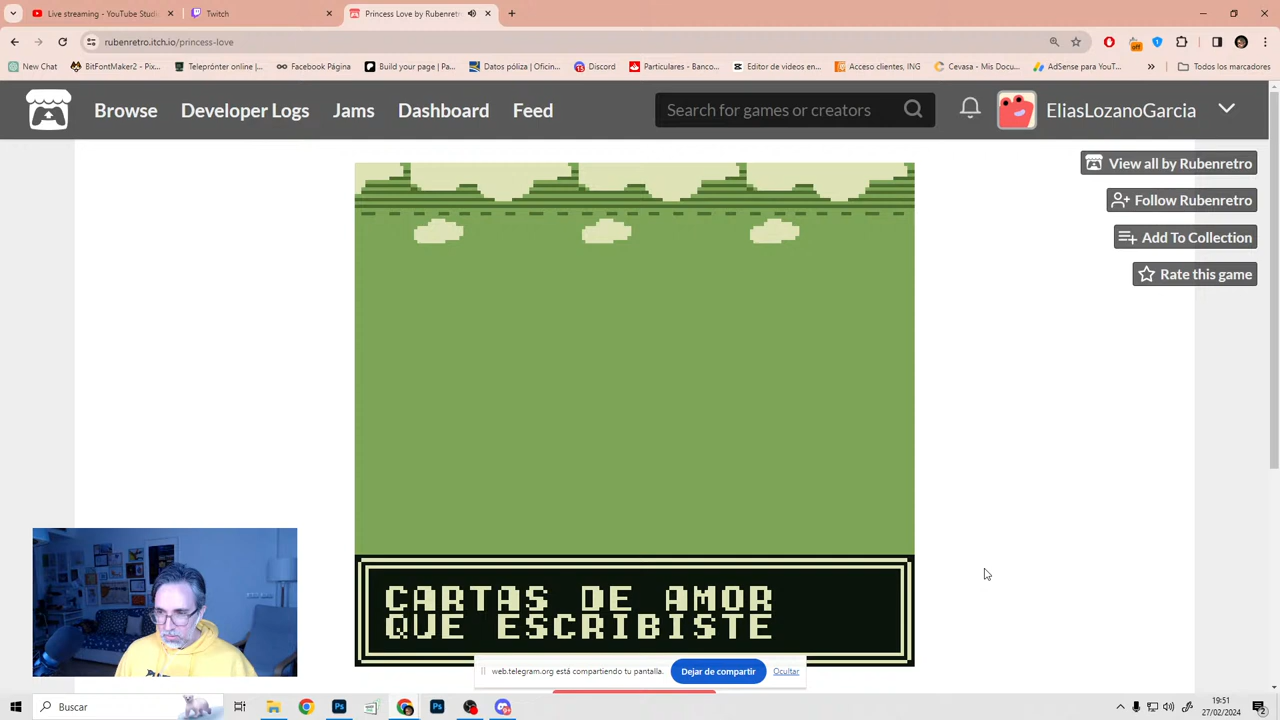 Live streaming - YouTube Studi
Twitch
Princess Love by Rubenretr
rubenretro.itch.io/princess-love
New Chat
BitFontMaker2 - Pix...
Teleprónter online |...
Facebook Página
Build your page | Pa...
Datos póliza | Oficin...
Discord
Particulares - Banco...
Editor de vídeos en...
Acceso clientes, ING
Cevasa - Mis Docu...
AdSense para YouT...
Todos los marcadores
Browse
Developer Logs
Jams
Dashboard
Feed
Search for games or creators
EliasLozanoGarcia
View all by Rubenretro
Follow Rubenretro
Add To Collection
Rate this game
CARTAS DE AMOR
QUE ESCRIBISTE
web.telegram.org está compartiendo tu pantalla.
Dejar de compartir
Ocultar
Buscar
19:51
27/02/2024